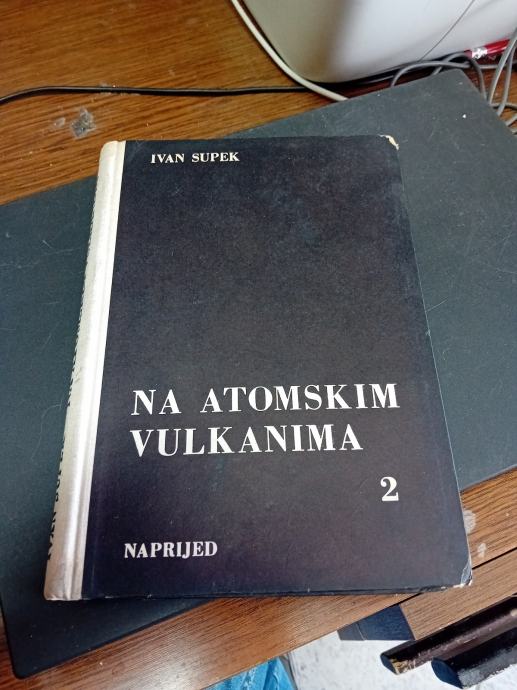 IVAN SUPEK
NA ATOMSKIM
VULKANIMA
2
NAPRIJED